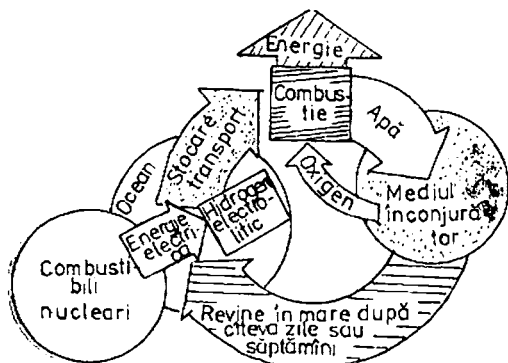 Energie
Combus-
tie
Apă
Oxigen
Mediul
înconjură-
tor
Stocare
transport
Ocean
Hidrogen
electro-
litic
Energie
electri-
că
Combusti-
bili
nucleari
Revine în mare după
cîteva zile sau
săptămîni